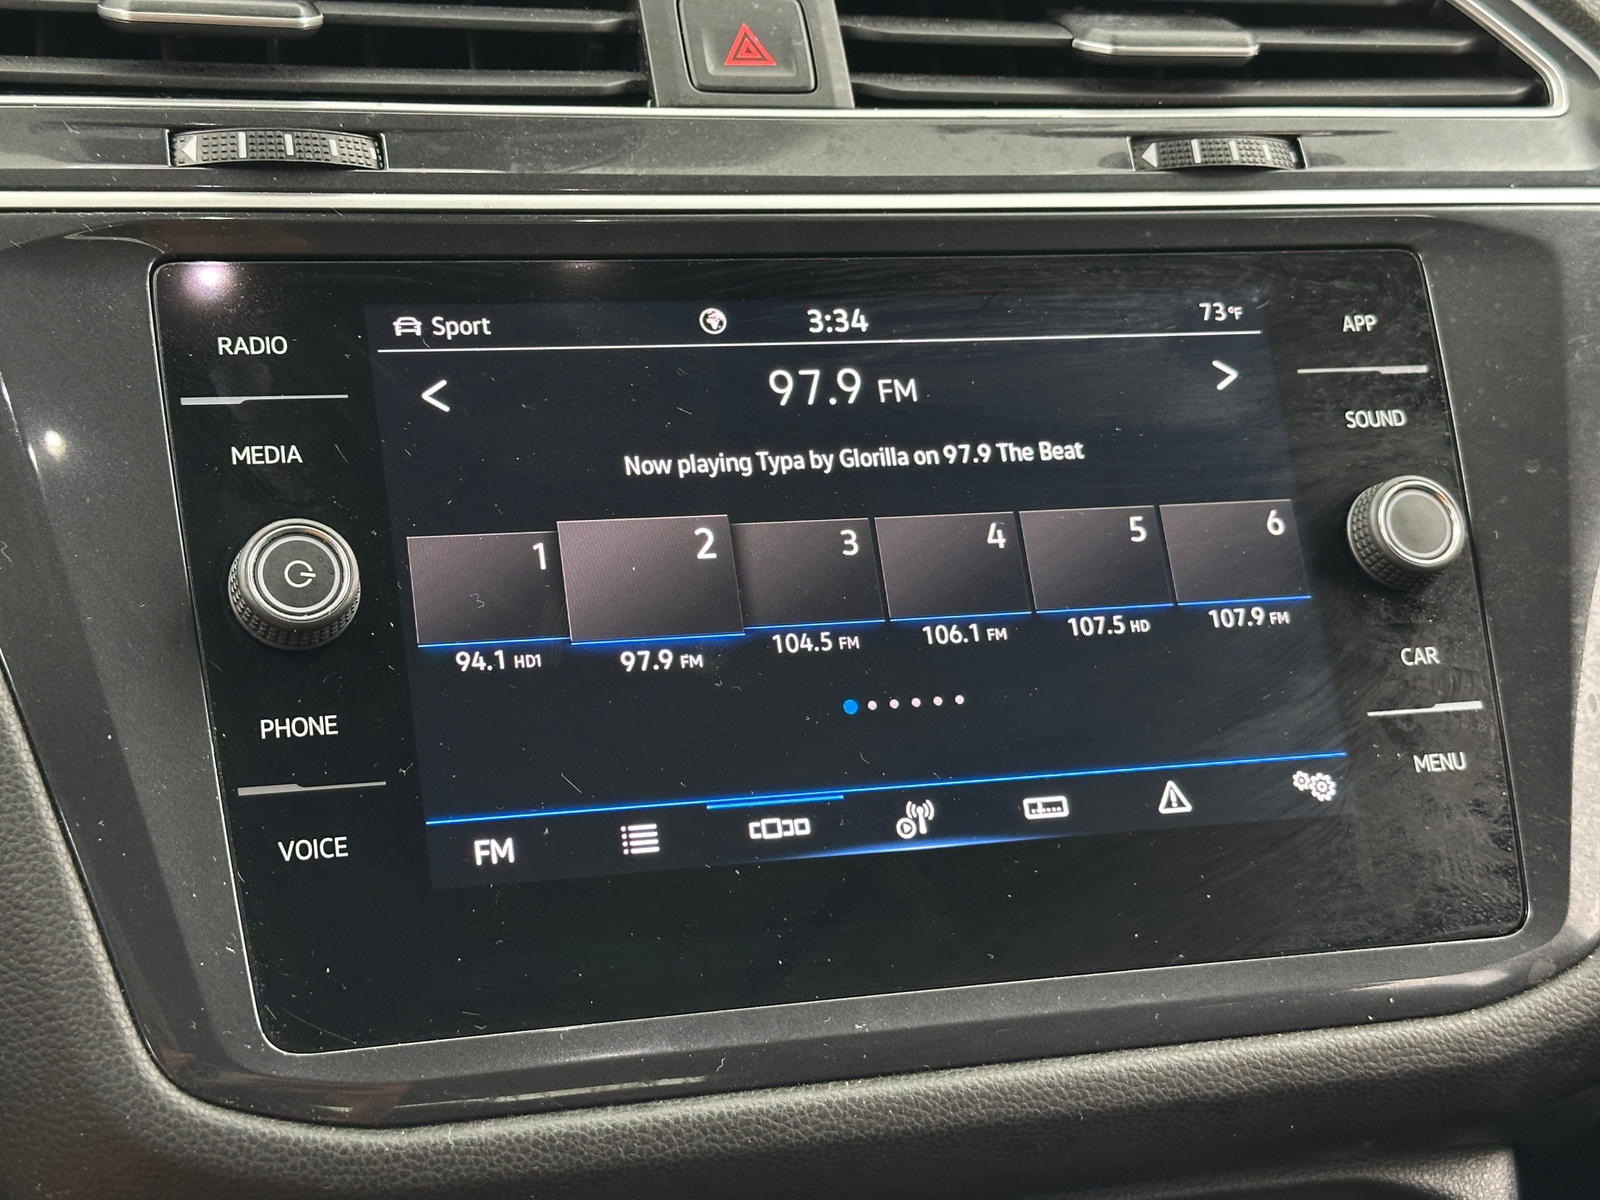 Sport 3:34 73°F
RADIO
APP
< 97.9 FM >
SOUND
MEDIA
Now playing Typa by Glorilla on 97.9 The Beat
1 2 3 4 5 6
94.1 HD1 97.9 FM 104.5 FM 106.1 FM 107.5 HD 107.9 FM
CAR
PHONE
MENU
VOICE
FM